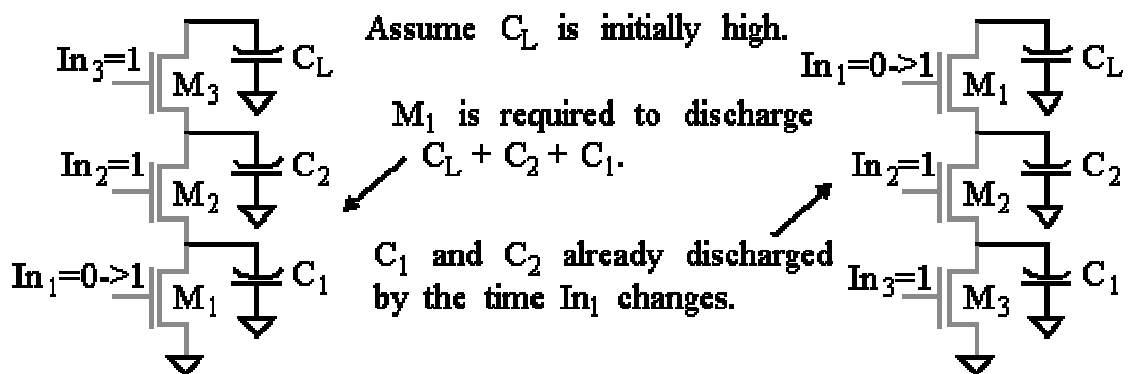 Assume C_L is initially high.
In_3=1
M_3
C_L
M_1 is required to discharge
C_L + C_2 + C_1.
In_2=1
M_2
C_2
C_1 and C_2 already discharged
by the time In_1 changes.
In_1=0->1
M_1
C_1
In_1=0->1
M_1
C_L
In_2=1
M_2
C_2
In_3=1
M_3
C_1